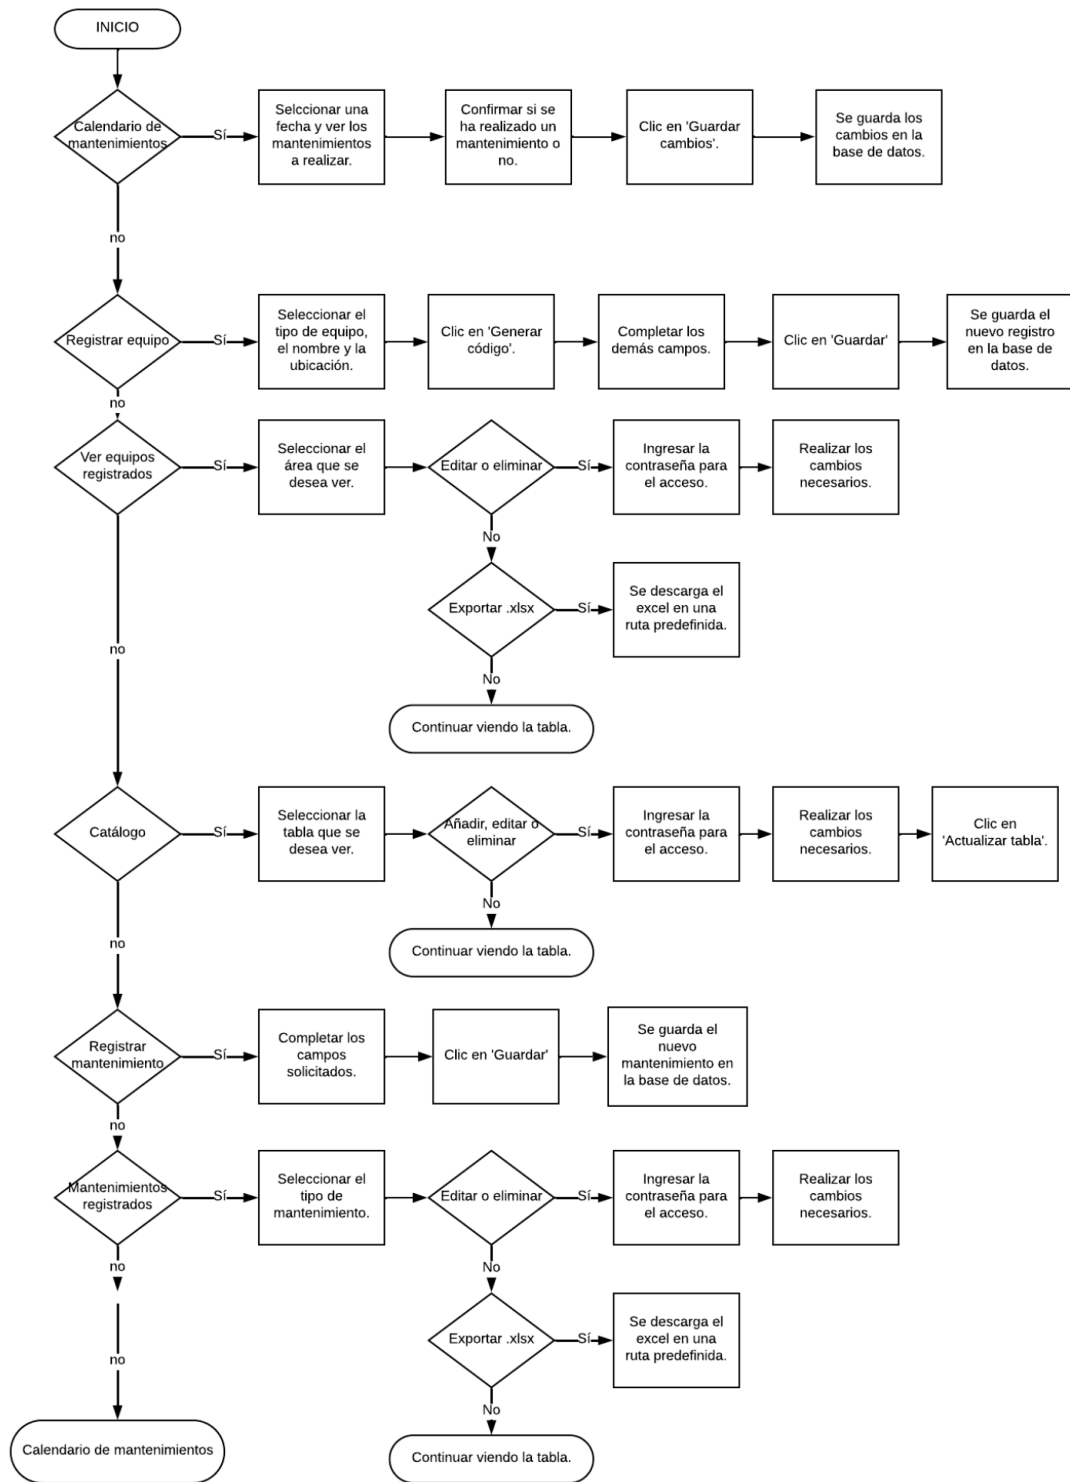 INICIO
Calendario de
mantenimientos
Sí
Selccionar una
fecha y ver los
mantenimientos
a realizar.
Confirmar si se
ha realizado un
mantenimiento o
no.
Clic en 'Guardar
cambios'.
Se guarda los
cambios en la
base de datos.
no
Registrar equipo
Sí
Seleccionar el
tipo de equipo,
el nombre y la
ubicación.
Clic en 'Generar
código'.
Completar los
demás campos.
Clic en 'Guardar'
Se guarda el
nuevo registro
en la base de
datos.
no
Ver equipos
registrados
Sí
Seleccionar el
área que se
desea ver.
Editar o eliminar
Sí
Ingresar la
contraseña para
el acceso.
Realizar los
cambios
necesarios.
No
Exportar .xlsx
Sí
Se descarga el
excel en una
ruta predefinida.
no
No
Continuar viendo la tabla.
Catálogo
Sí
Seleccionar la
tabla que se
desea ver.
Añadir, editar o
eliminar
Sí
Ingresar la
contraseña para
el acceso.
Realizar los
cambios
necesarios.
Clic en
'Actualizar tabla'.
No
no
Continuar viendo la tabla.
Registrar
mantenimiento
Sí
Completar los
campos
solicitados.
Clic en 'Guardar'
Se guarda el
nuevo
mantenimiento en
la base de datos.
no
Mantenimientos
registrados
Sí
Seleccionar el
tipo de
mantenimiento.
Editar o eliminar
Sí
Ingresar la
contraseña para
el acceso.
Realizar los
cambios
necesarios.
no
No
Exportar .xlsx
Sí
Se descarga el
excel en una
ruta predefinida.
no
No
Calendario de mantenimientos
Continuar viendo la tabla.